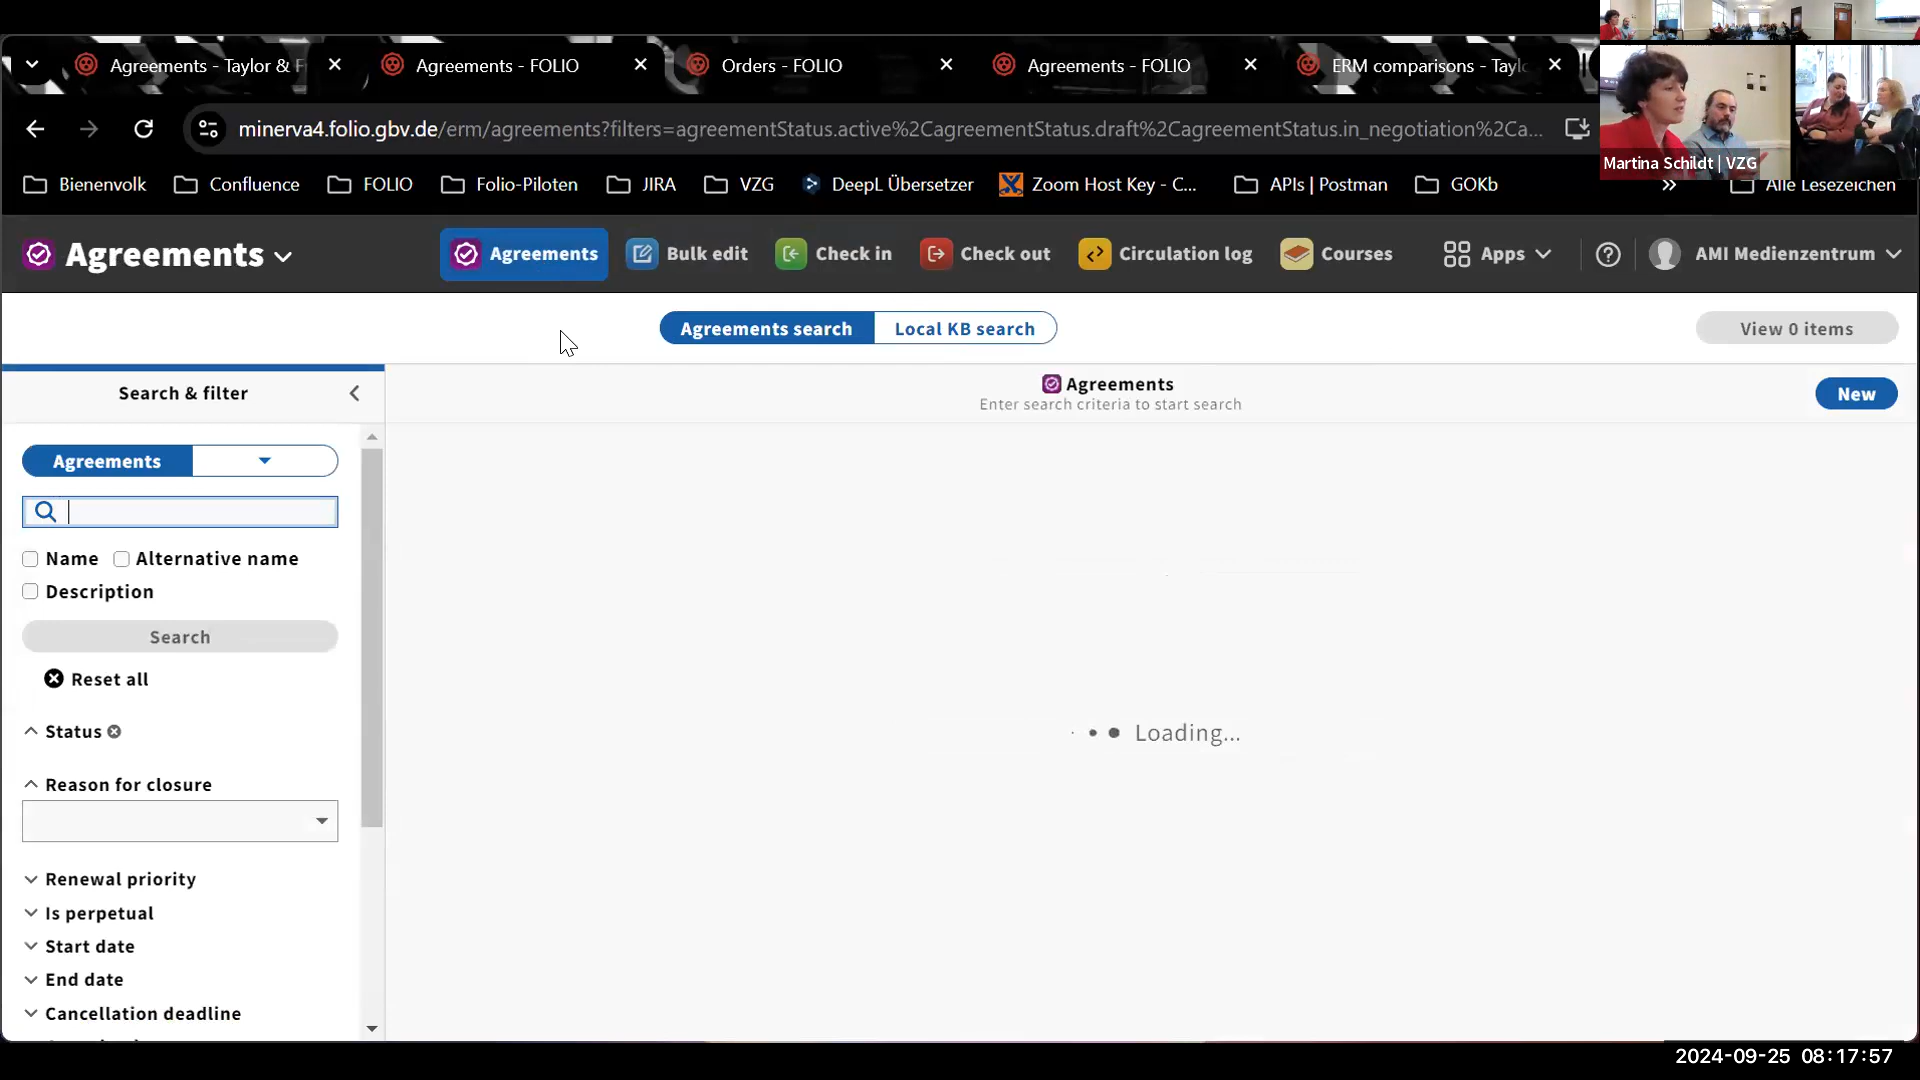 Agreements - Taylor & F
Agreements - FOLIO
Orders - FOLIO
Agreements - FOLIO
ERM comparisons - Taylo
minerva4.folio.gbv.de/erm/agreements?filters=agreementStatus.active%2CagreementStatus.draft%2CagreementStatus.in_negotiation%2Ca...
Martina Schildt | VZG
Bienenvolk
Confluence
FOLIO
Folio-Piloten
JIRA
VZG
DeepL Übersetzer
Zoom Host Key - C...
APIs | Postman
GOKb
»
Alle Lesezeichen
Agreements
Agreements
Bulk edit
Check in
Check out
Circulation log
Courses
Apps
AMI Medienzentrum
Agreements search
Local KB search
View 0 items
Search & filter
Agreements
Enter search criteria to start search
New
Agreements
Name
Alternative name
Description
Search
Reset all
Status
Reason for closure
Renewal priority
Is perpetual
Start date
End date
Cancellation deadline
Loading...
2024-09-25 08:17:57